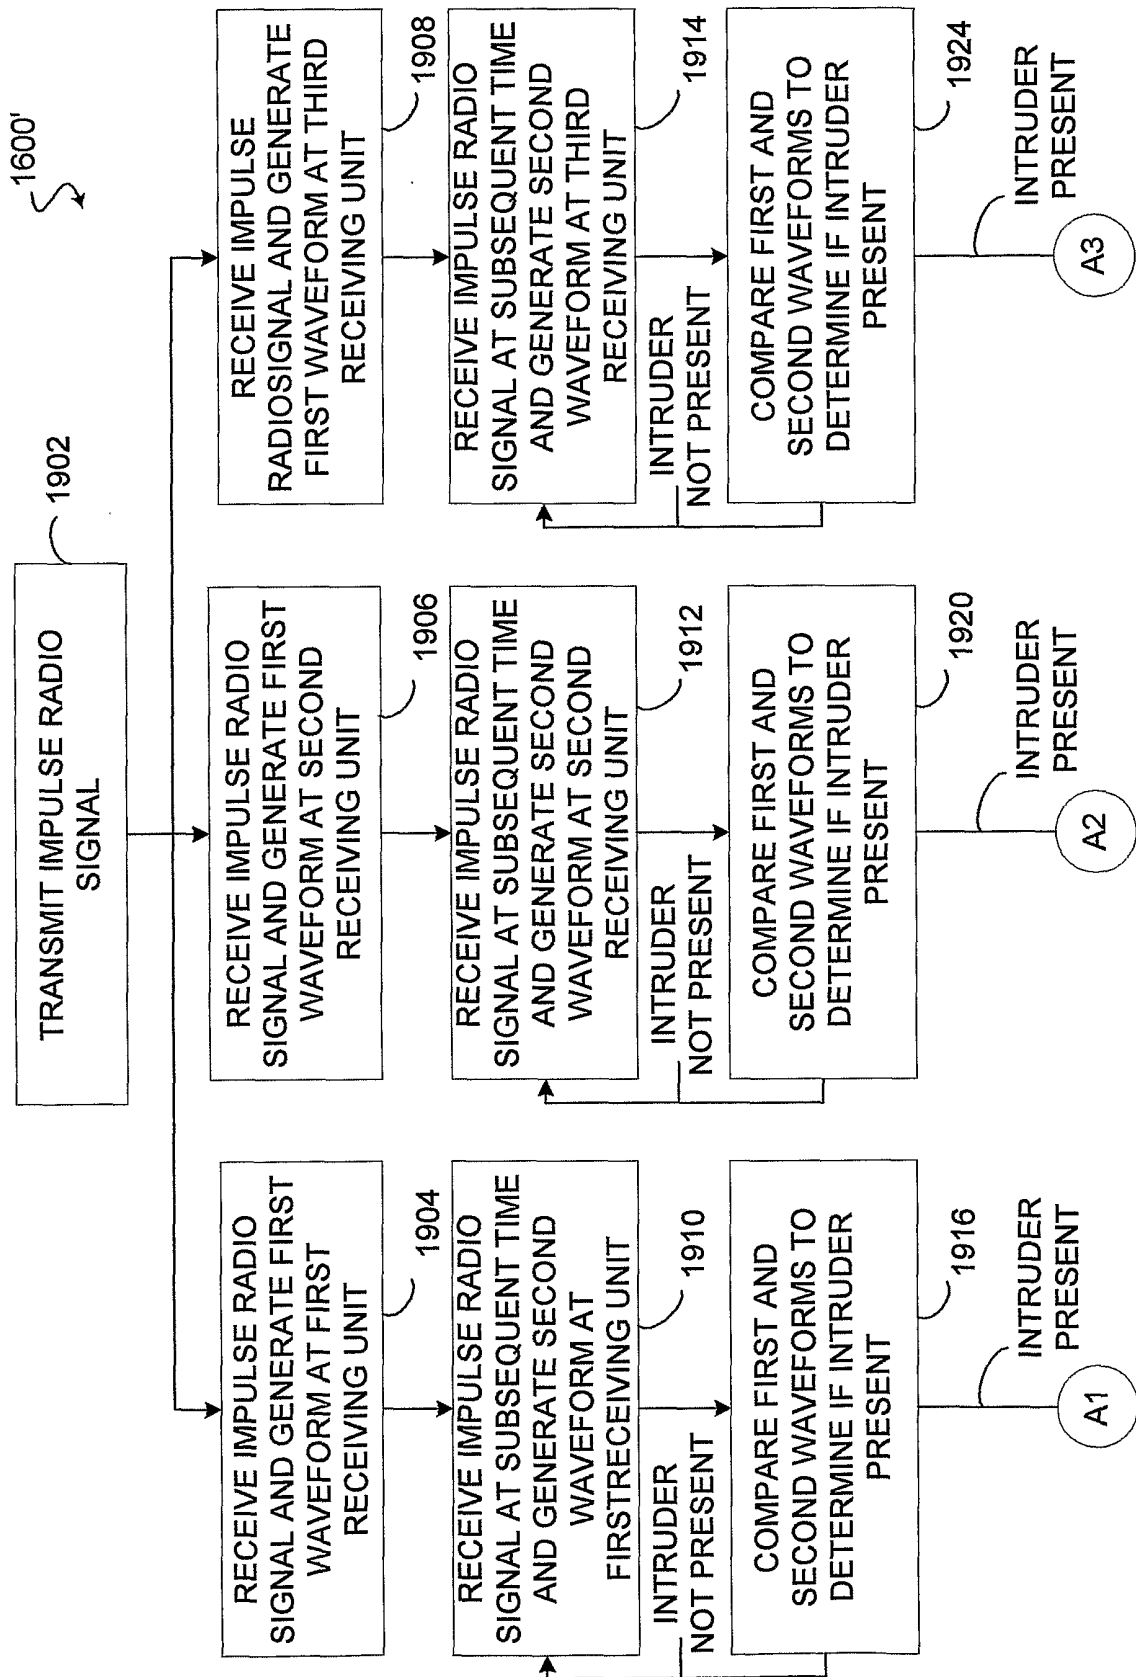 1600'
TRANSMIT IMPULSE RADIO
SIGNAL
1902
RECEIVE IMPULSE RADIO
SIGNAL AND GENERATE FIRST
WAVEFORM AT FIRST
RECEIVING UNIT
1904
RECEIVE IMPULSE RADIO
SIGNAL AND GENERATE FIRST
WAVEFORM AT SECOND
RECEIVING UNIT
1906
RECEIVE IMPULSE
RADIOSIGNAL AND GENERATE
FIRST WAVEFORM AT THIRD
RECEIVING UNIT
1908
RECEIVE IMPULSE RADIO
SIGNAL AT SUBSEQUENT TIME
AND GENERATE SECOND
WAVEFORM AT
FIRSTRECEIVING UNIT
1910
RECEIVE IMPULSE RADIO
SIGNAL AT SUBSEQUENT TIME
AND GENERATE SECOND
WAVEFORM AT SECOND
RECEIVING UNIT
1912
RECEIVE IMPULSE RADIO
SIGNAL AT SUBSEQUENT TIME
AND GENERATE SECOND
WAVEFORM AT THIRD
RECEIVING UNIT
1914
INTRUDER
NOT PRESENT
INTRUDER
NOT PRESENT
INTRUDER
NOT PRESENT
COMPARE FIRST AND
SECOND WAVEFORMS TO
DETERMINE IF INTRUDER
PRESENT
1916
COMPARE FIRST AND
SECOND WAVEFORMS TO
DETERMINE IF INTRUDER
PRESENT
1920
COMPARE FIRST AND
SECOND WAVEFORMS TO
DETERMINE IF INTRUDER
PRESENT
1924
INTRUDER
PRESENT
INTRUDER
PRESENT
INTRUDER
PRESENT
A1
A2
A3